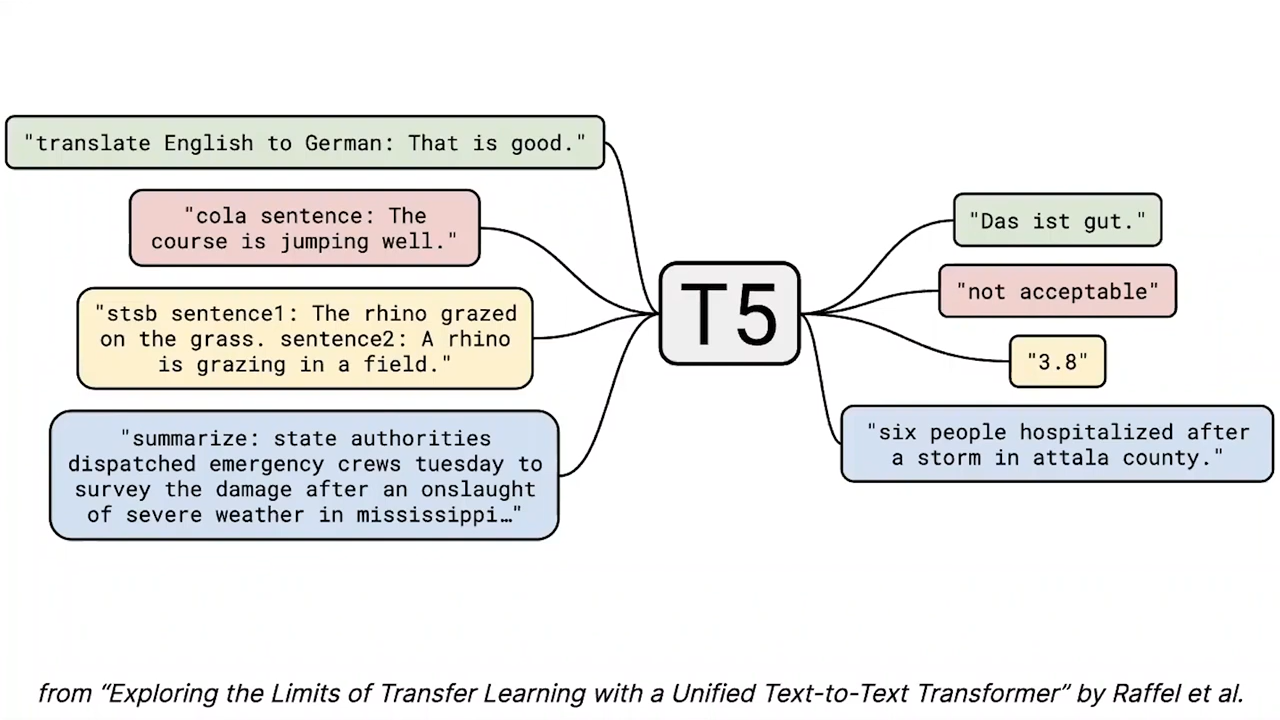 "translate English to German: That is good."
"cola sentence: The
course is jumping well."
"stsb sentence1: The rhino grazed
on the grass. sentence2: A rhino
is grazing in a field."
"summarize: state authorities
dispatched emergency crews tuesday to
survey the damage after an onslaught
of severe weather in mississippi…"
T5
"Das ist gut."
"not acceptable"
"3.8"
"six people hospitalized after
a storm in attala county."
from “Exploring the Limits of Transfer Learning with a Unified Text-to-Text Transformer” by Raffel et al.